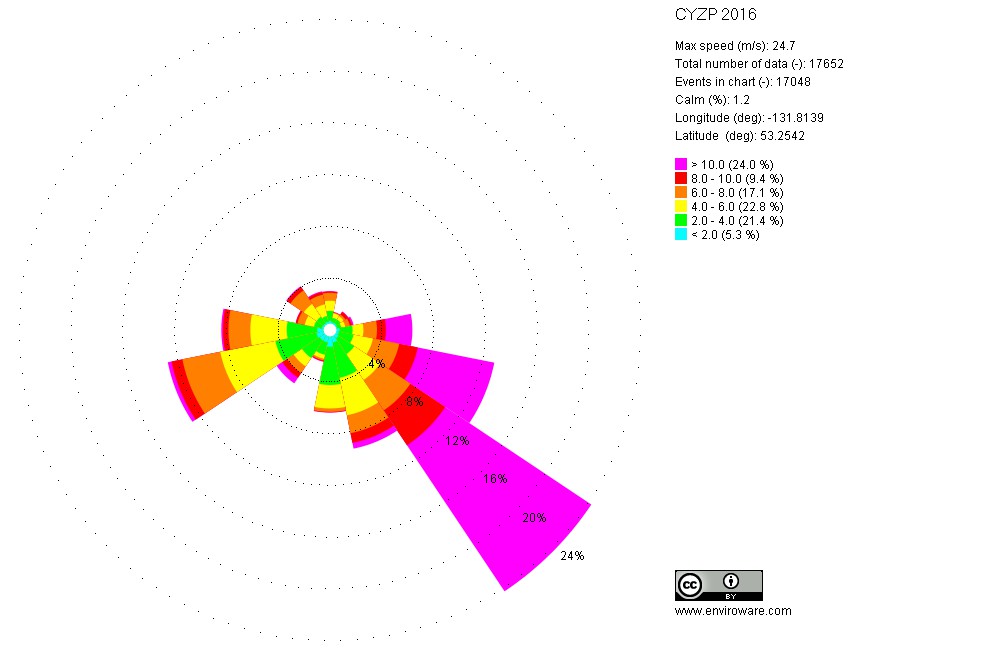 CYZP 2016
Max speed (m/s): 24.7
Total number of data (-): 17652
Events in chart (-): 17048
Calm (%): 1.2
Longitude (deg): -131.8139
Latitude (deg): 53.2542
> 10.0 (24.0 %)
8.0 - 10.0 (9.4 %)
6.0 - 8.0 (17.1 %)
4.0 - 6.0 (22.8 %)
2.0 - 4.0 (21.4 %)
< 2.0 (5.3 %)
4%
8%
12%
16%
20%
24%
cc
BY
www.enviroware.com